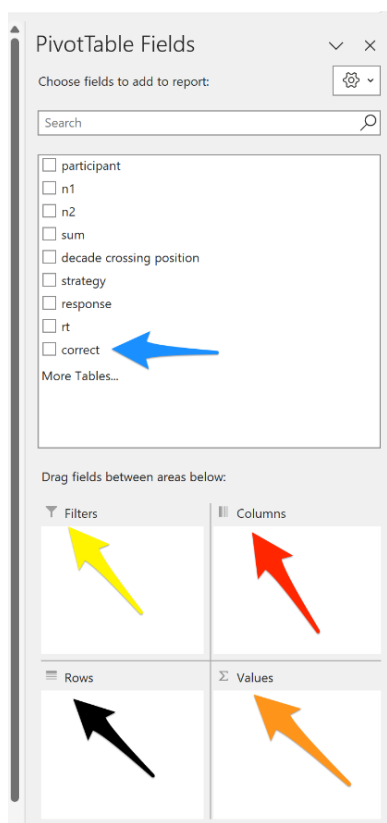 PivotTable Fields
Choose fields to add to report:
Search
participant
n1
n2
sum
decade crossing position
strategy
response
rt
correct
More Tables...
Drag fields between areas below:
Filters
Columns
Rows
Σ Values